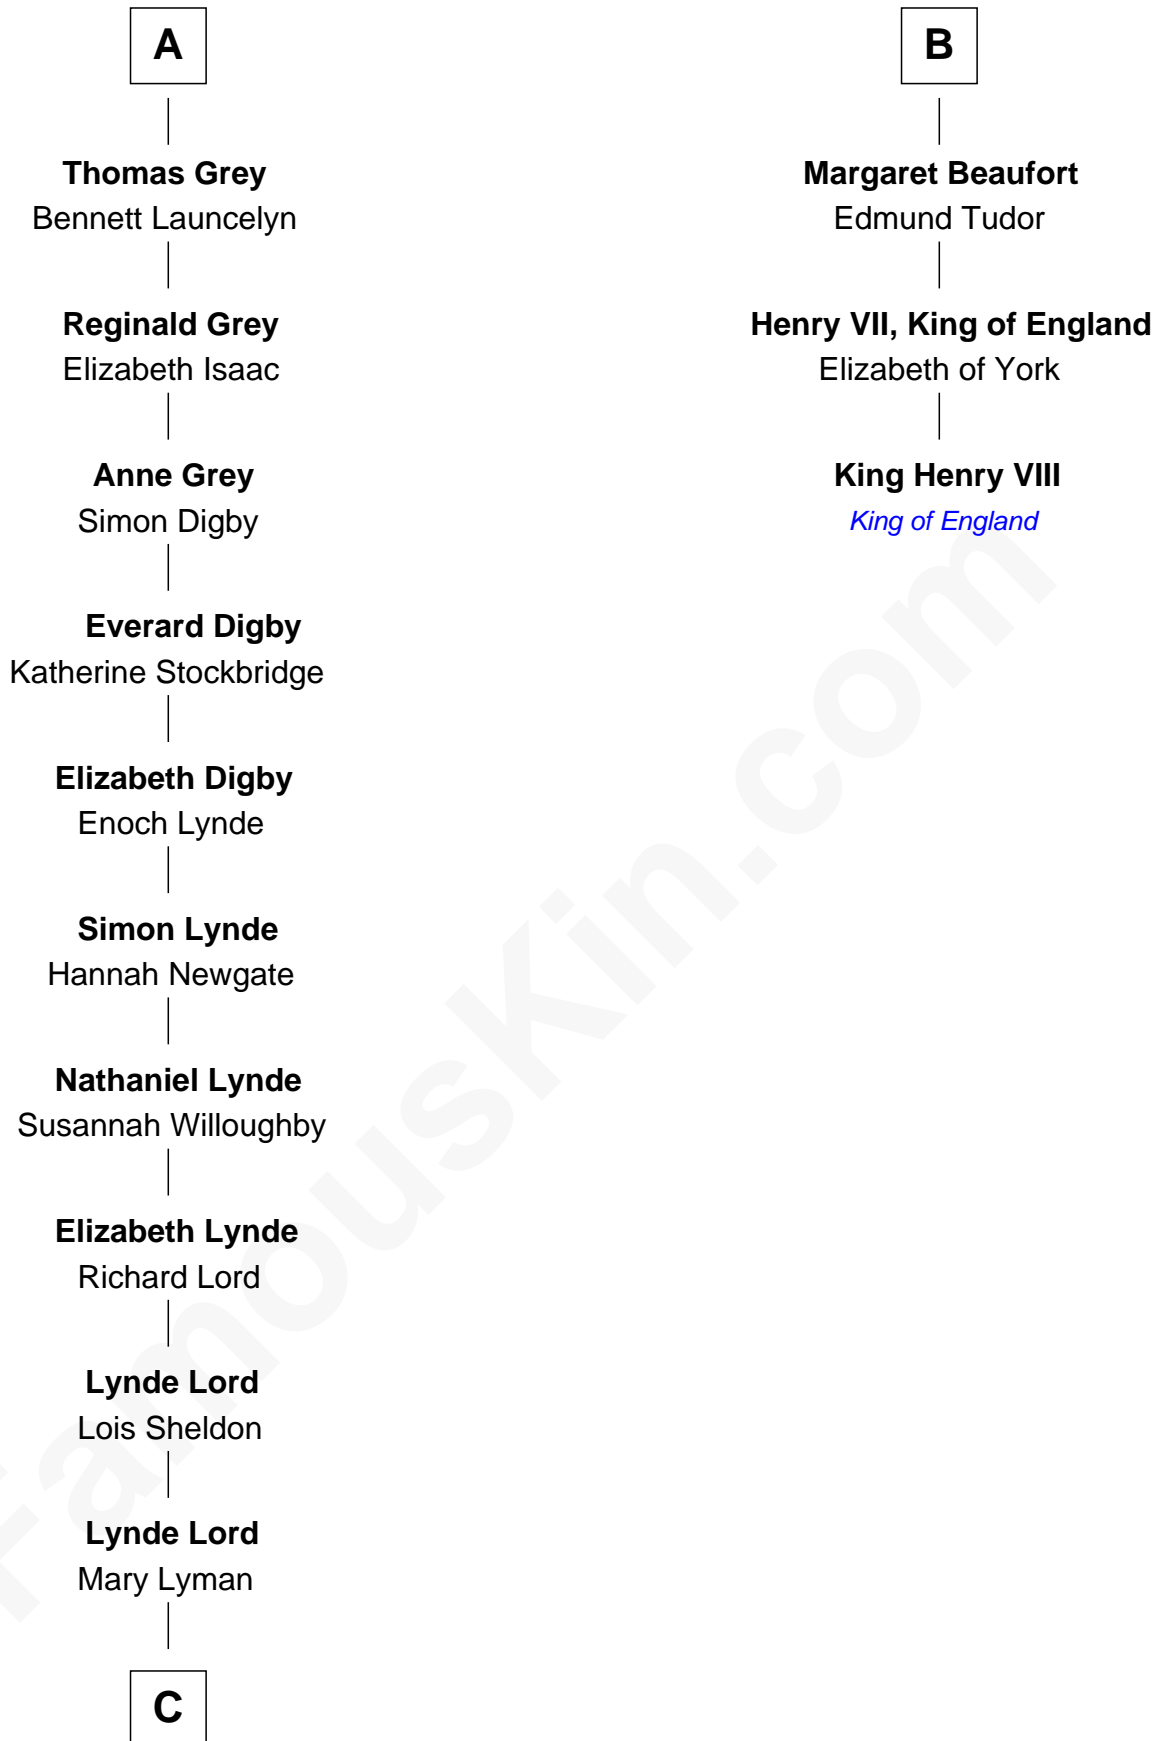 A
Thomas Grey
Bennett Launcelyn
Reginald Grey
Elizabeth Isaac
Anne Grey
Simon Digby
Everard Digby
Katherine Stockbridge
Elizabeth Digby
Enoch Lynde
Simon Lynde
Hannah Newgate
Nathaniel Lynde
Susannah Willoughby
Elizabeth Lynde
Richard Lord
Lynde Lord
Lois Sheldon
Lynde Lord
Mary Lyman
C
B
Margaret Beaufort
Edmund Tudor
Henry VII, King of England
Elizabeth of York
King Henry VIII
King of England
FamousKin.com